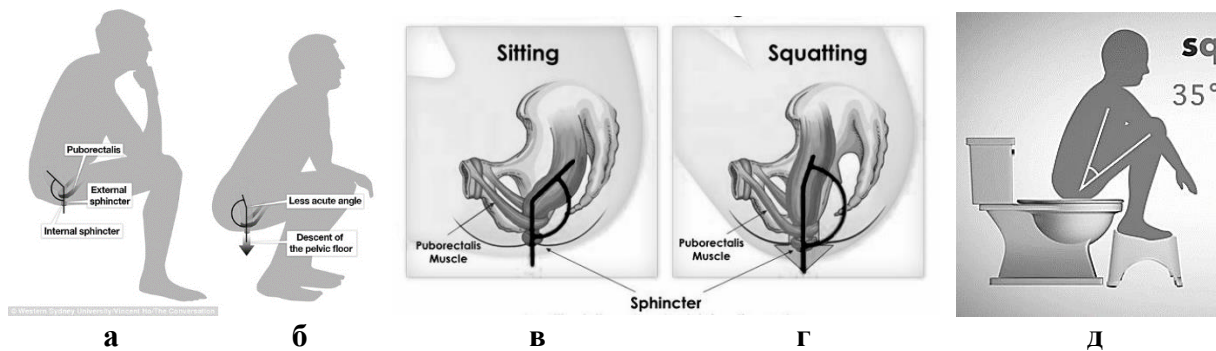 Puborectalis
External
sphincter
Internal sphincter
Less acute angle
Descent of
the pelvic floor
© Western Sydney University/Vincent Ho/The Conversation
Sitting
Puborectalis
Muscle
Squatting
Puborectalis
Muscle
Sphincter
sq
35°
а
б
в
г
д